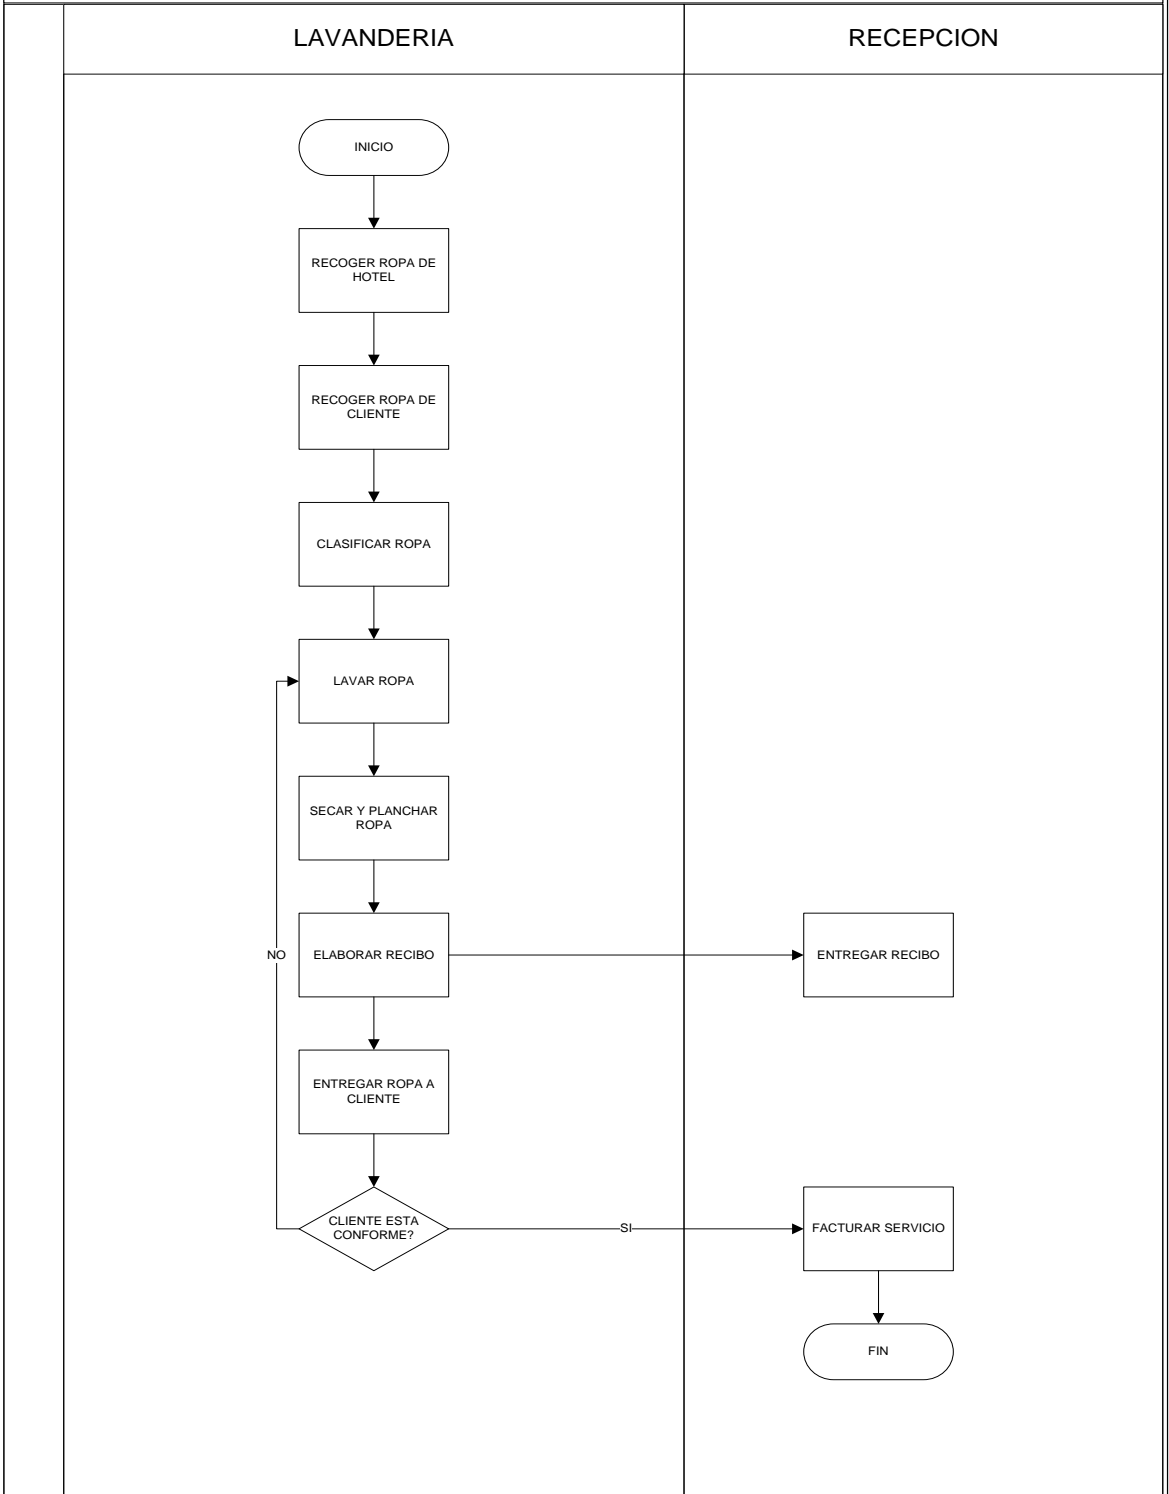 LAVANDERIA
RECEPCION
INICIO
RECOGER ROPA DE
HOTEL
RECOGER ROPA DE
CLIENTE
CLASIFICAR ROPA
LAVAR ROPA
SECAR Y PLANCHAR
ROPA
NO
ELABORAR RECIBO
ENTREGAR RECIBO
ENTREGAR ROPA A
CLIENTE
CLIENTE ESTA
CONFORME?
SI
FACTURAR SERVICIO
FIN